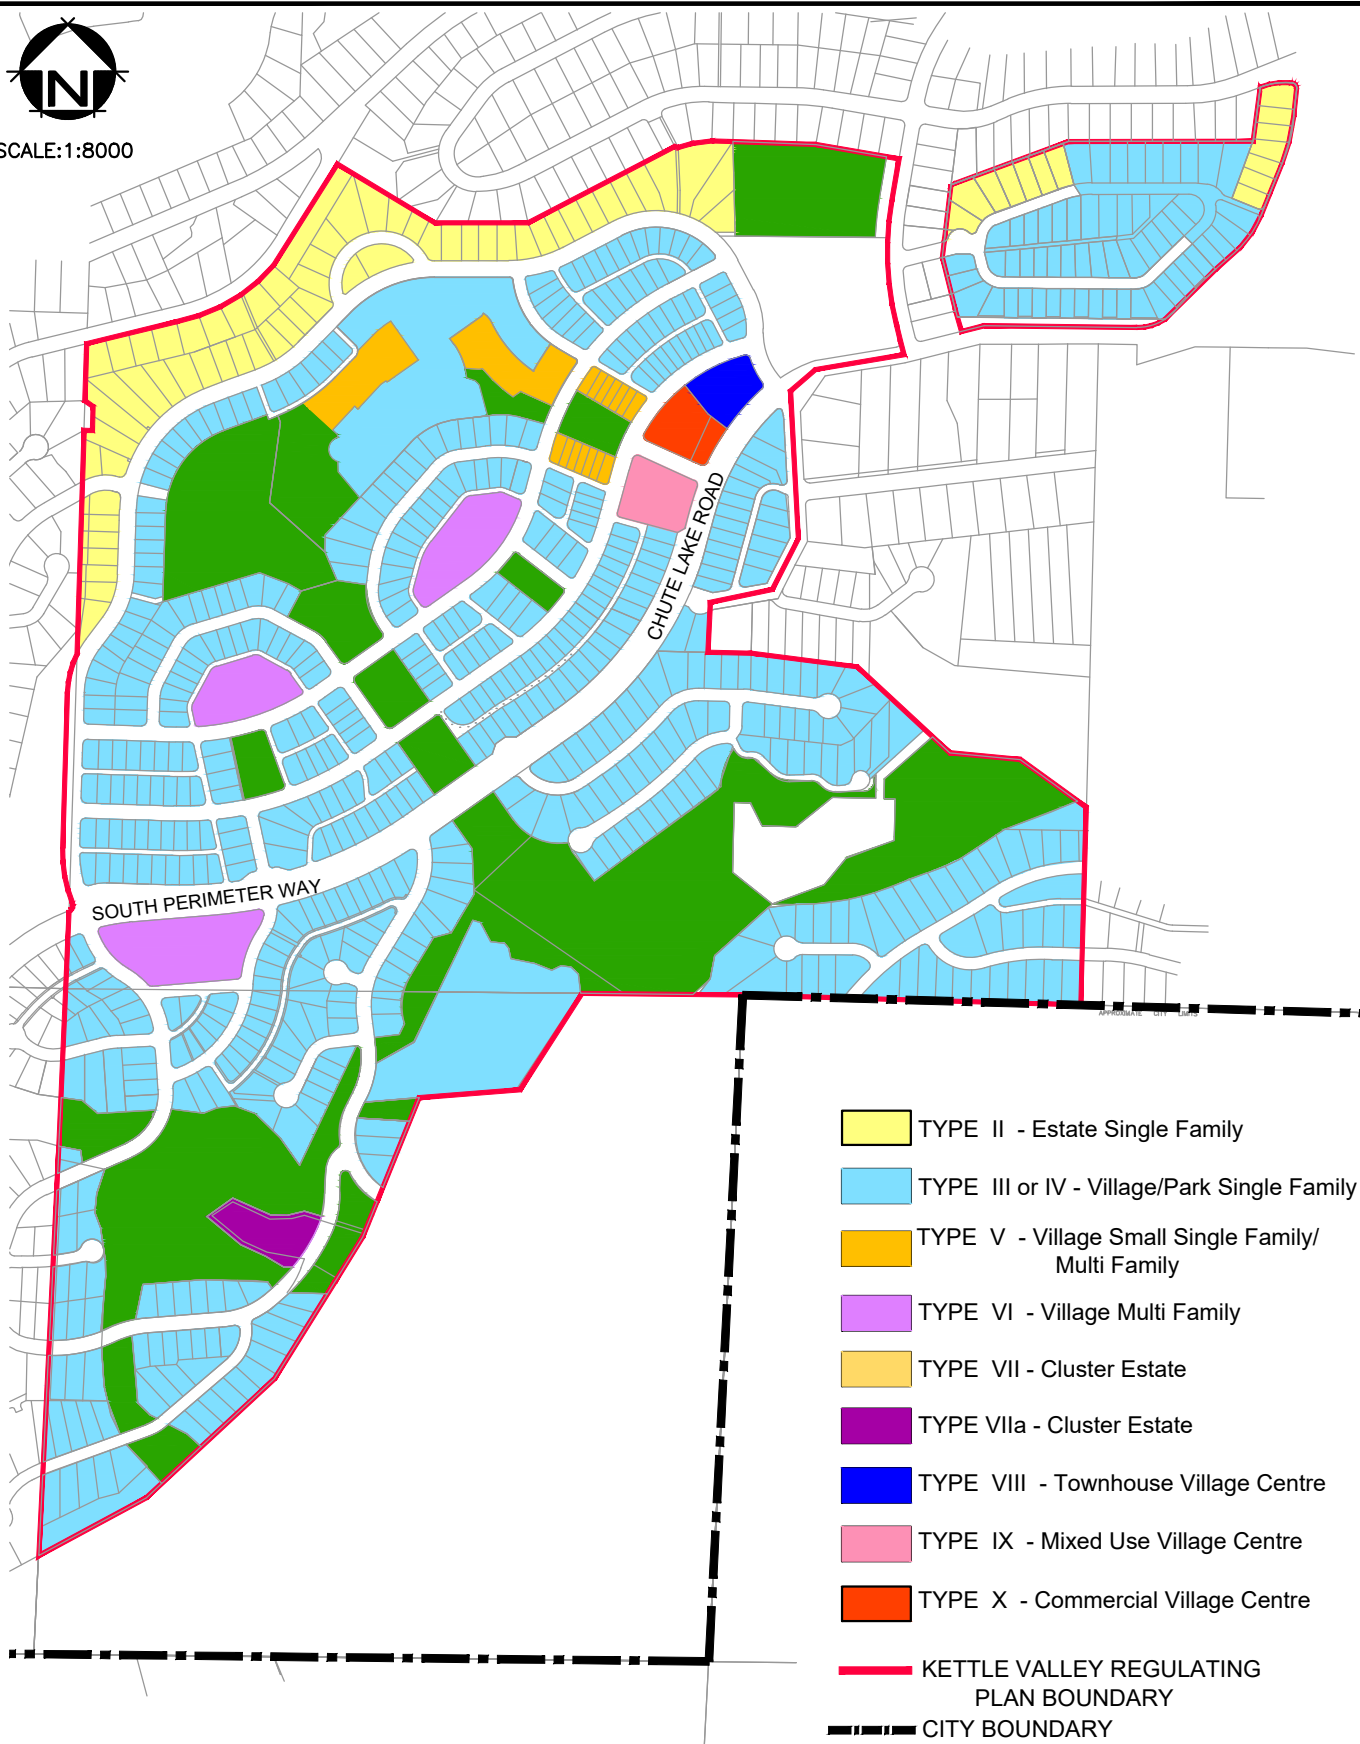 N
SCALE:1:8000
CHUTE LAKE ROAD
SOUTH PERIMETER WAY
APPROXIMATE CITY LIMITS
TYPE II - Estate Single Family
TYPE III or IV - Village/Park Single Family
TYPE V - Village Small Single Family/
Multi Family
TYPE VI - Village Multi Family
TYPE VII - Cluster Estate
TYPE VIIa - Cluster Estate
TYPE VIII - Townhouse Village Centre
TYPE IX - Mixed Use Village Centre
TYPE X - Commercial Village Centre
KETTLE VALLEY REGULATING
PLAN BOUNDARY
CITY BOUNDARY